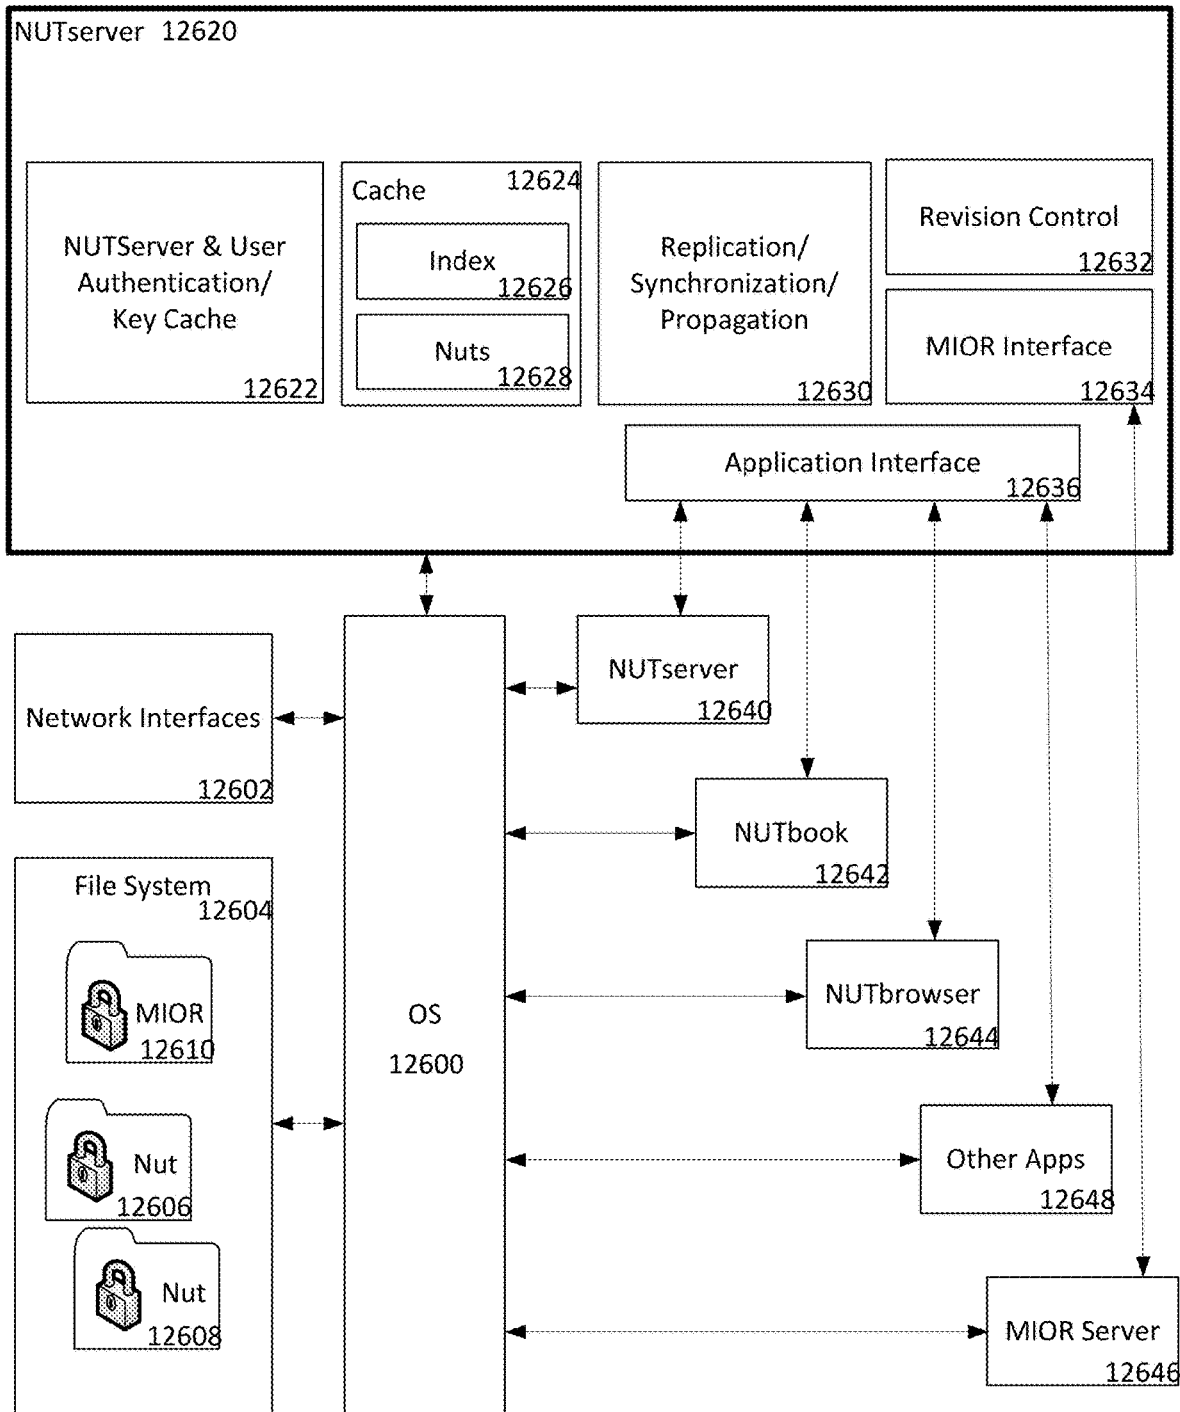 NUTserver 12620
NUTServer & User
Authentication/
Key Cache
12622
Cache
12624
Index
12626
Nuts
12628
Replication/
Synchronization/
Propagation
12630
Revision Control
12632
MIOR Interface
12634
Application Interface
12636
Network Interfaces
12602
File System
12604
MIOR
12610
Nut
12606
Nut
12608
OS
12600
NUTserver
12640
NUTbook
12642
NUTbrowser
12644
Other Apps
12648
MIOR Server
12646